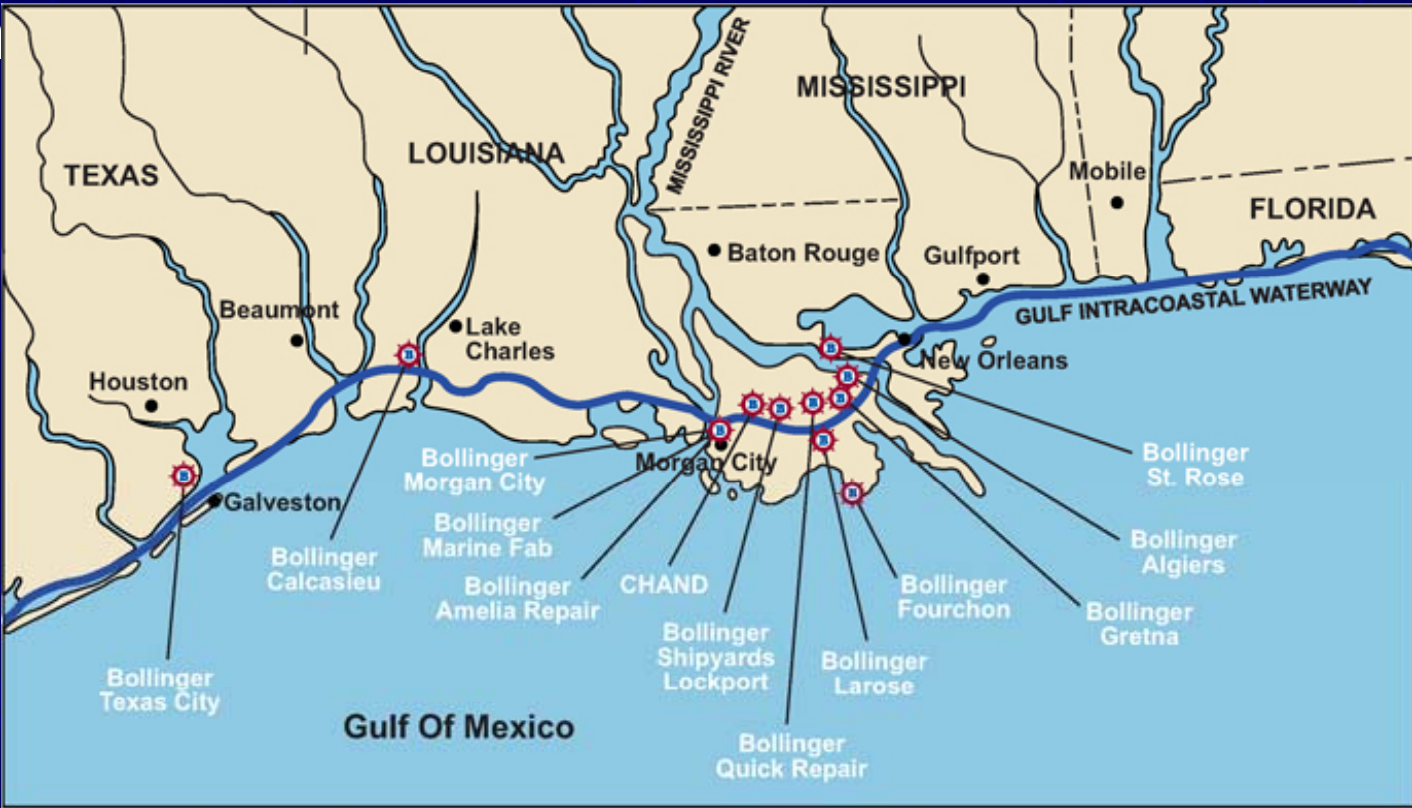 MISSISSIPPI RIVER
MISSISSIPPI
LOUISIANA
TEXAS
Mobile
FLORIDA
Baton Rouge
Gulfport
GULF INTRACOASTAL WATERWAY
Beaumont
Lake
Charles
New Orleans
Houston
Galveston
Morgan City
Bollinger
Morgan City
Bollinger
Marine Fab
Bollinger
Amelia Repair
Bollinger
Calcasieu
CHAND
Bollinger
Shipyards
Lockport
Bollinger
Quick Repair
Bollinger
Larose
Bollinger
Fourchon
Bollinger
Gretna
Bollinger
Algiers
Bollinger
St. Rose
Bollinger
Texas City
Gulf Of Mexico
B
B
B
B
B
B
B
B
B
B
B